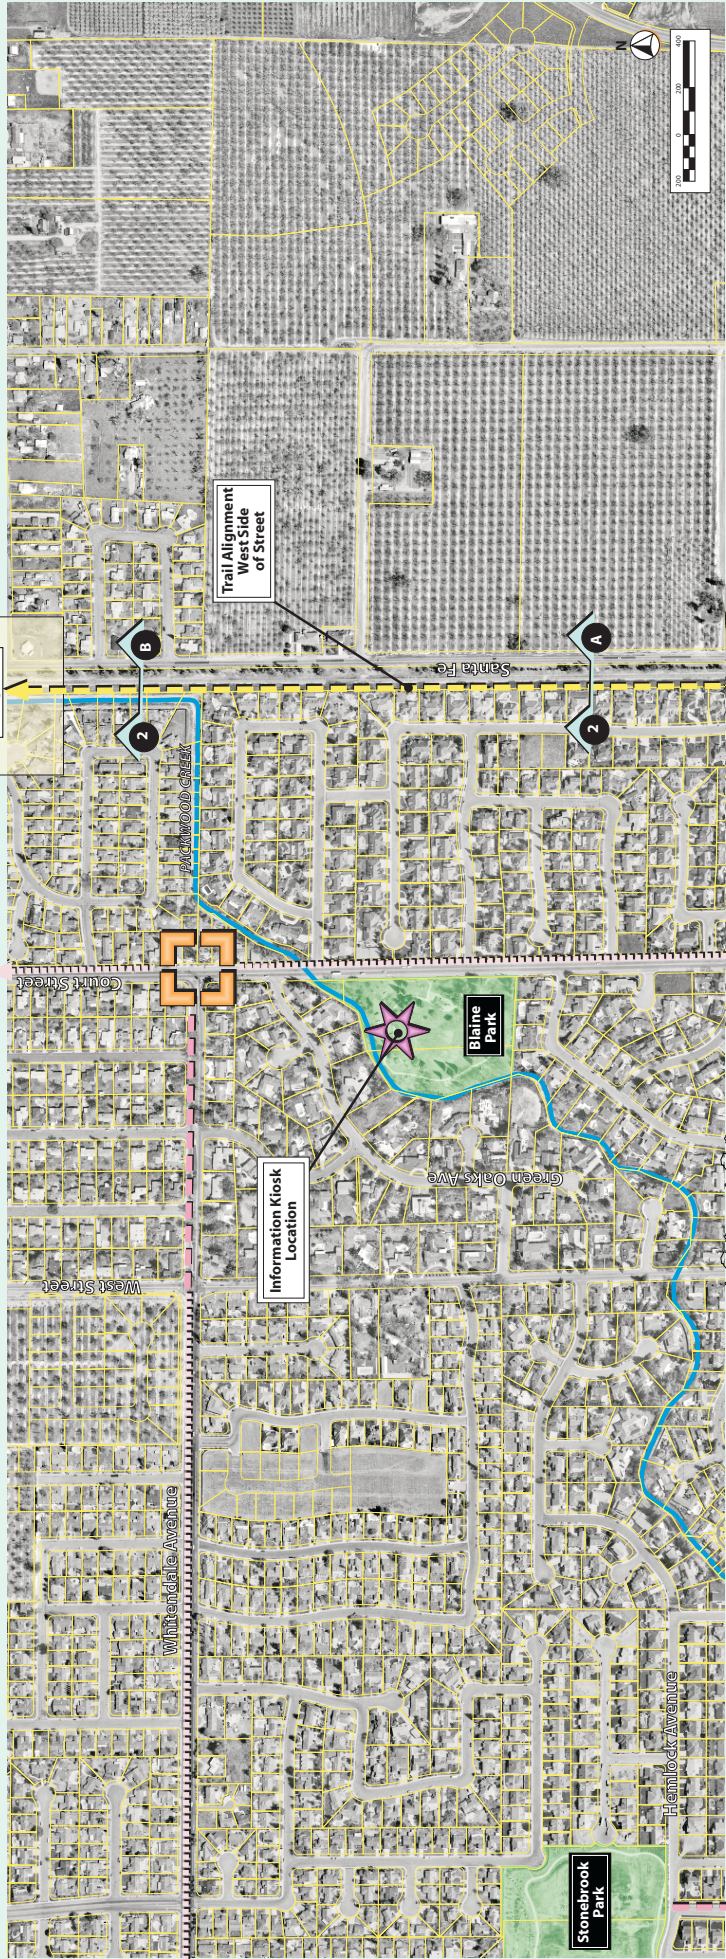 N
200
0
200
400
Trail Alignment
West Side
of Street
B
2
A
2
Santa Fe
PACKWOOD CREEK
Court Street
Blaine
Park
Information Kiosk
Location
Green Oaks Ave
West Street
Whitendale Avenue
Hemlock Avenue
Stonebrook
Park